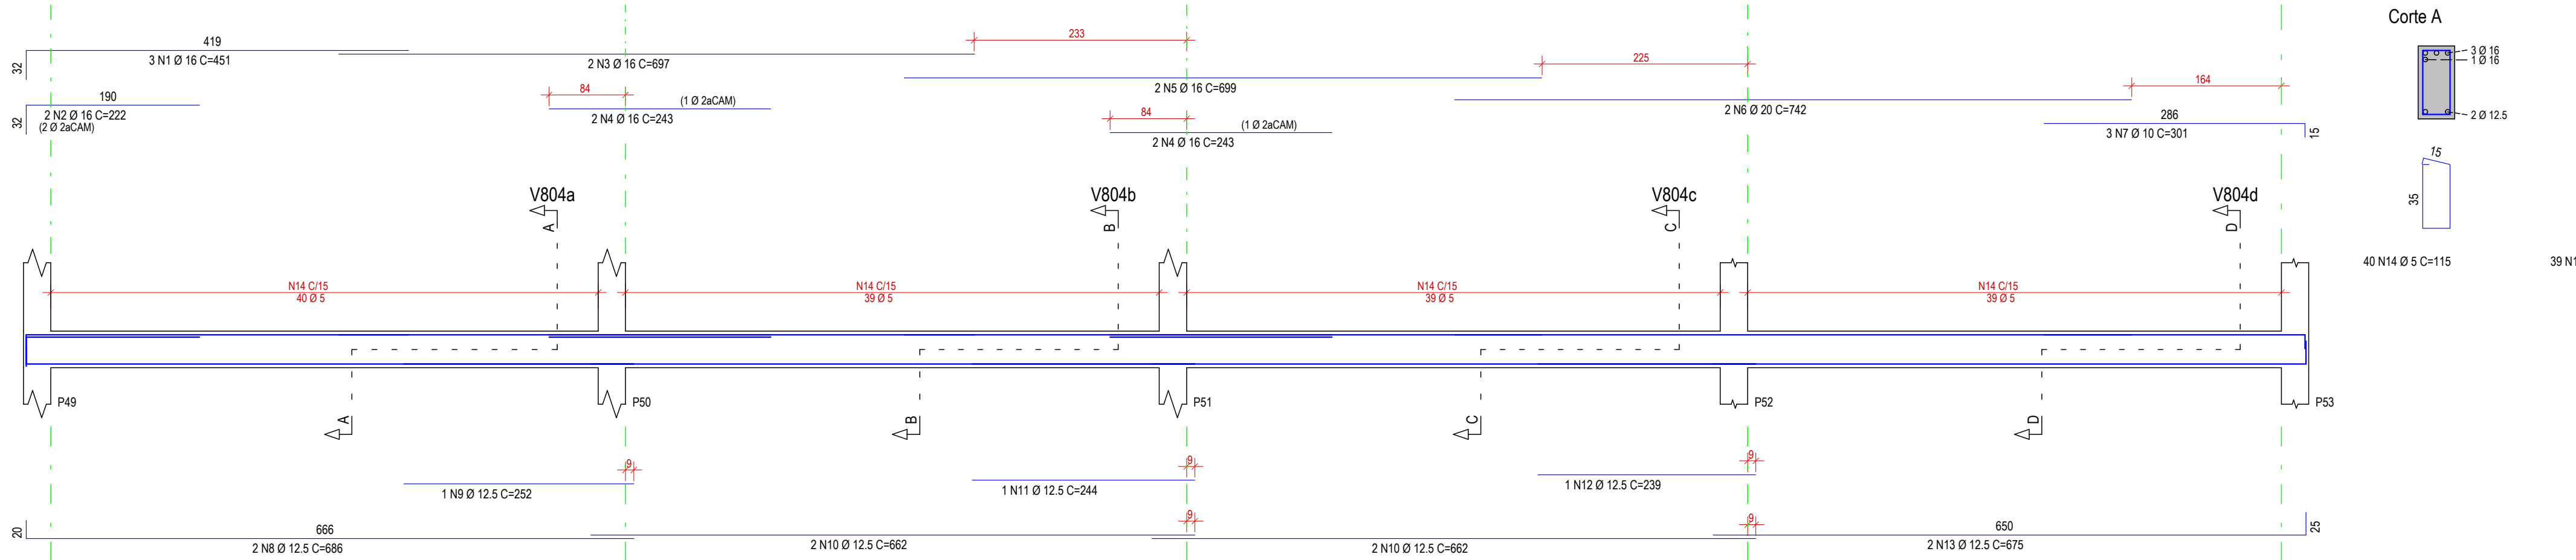 Corte A
419
3 N1 Ø 16 C=451
32
2 N3 Ø 16 C=697
233
2 N5 Ø 16 C=699
225
2 N6 Ø 20 C=742
164
286
3 N7 Ø 10 C=301
15
3 Ø 16
1 Ø 16
2 Ø 12.5
190
2 N2 Ø 16 C=222
(2 Ø 2aCAM)
32
84
(1 Ø 2aCAM)
2 N4 Ø 16 C=243
84
(1 Ø 2aCAM)
2 N4 Ø 16 C=243
15
35
40 N14 Ø 5 C=115
39 N1
V804a
V804b
V804c
V804d
A
B
C
D
N14 C/15
40 Ø 5
N14 C/15
39 Ø 5
N14 C/15
39 Ø 5
N14 C/15
39 Ø 5
P49
P50
P51
P52
P53
A
B
C
D
9
1 N9 Ø 12.5 C=252
9
1 N11 Ø 12.5 C=244
9
1 N12 Ø 12.5 C=239
20
666
2 N8 Ø 12.5 C=686
9
2 N10 Ø 12.5 C=662
9
2 N10 Ø 12.5 C=662
650
2 N13 Ø 12.5 C=675
25